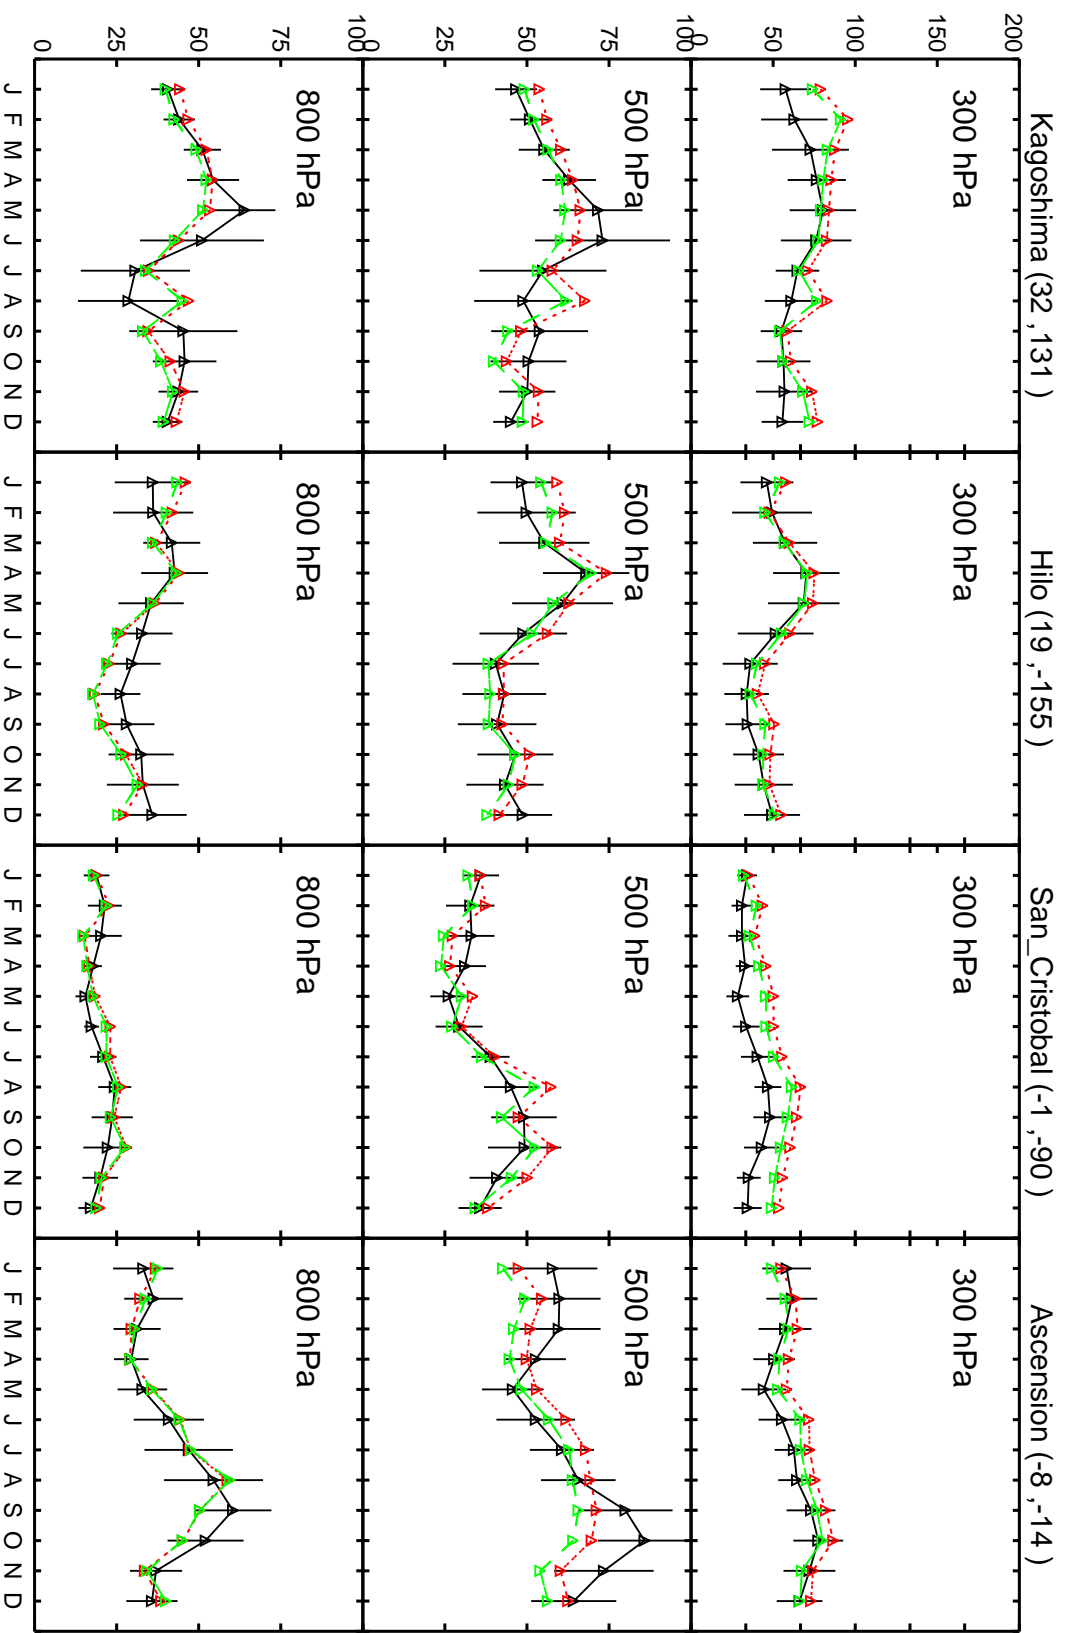 Kagoshima (32 ,131 )
Hilo (19 ,-155 )
San_Cristobal (-1 ,-90 )
Ascension (-8 ,-14 )
200
150
100
50
0
300 hPa
300 hPa
300 hPa
300 hPa
100
75
50
25
0
500 hPa
500 hPa
500 hPa
500 hPa
100
75
50
25
0
800 hPa
800 hPa
800 hPa
800 hPa
J F M A M J J A S O N D
J F M A M J J A S O N D
J F M A M J J A S O N D
J F M A M J J A S O N D